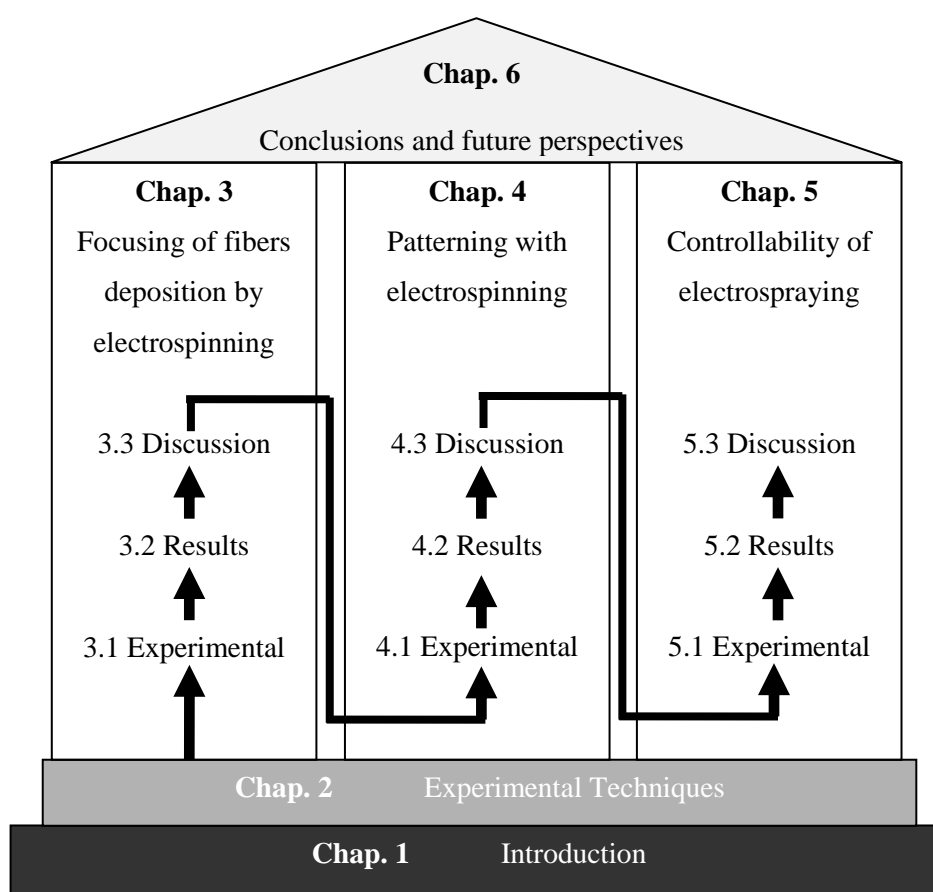 Chap. 6
Conclusions and future perspectives
Chap. 3
Focusing of fibers
deposition by
electrospinning
3.3 Discussion
3.2 Results
3.1 Experimental
Chap. 4
Patterning with
electrospinning
4.3 Discussion
4.2 Results
4.1 Experimental
Chap. 5
Controllability of
electrospraying
5.3 Discussion
5.2 Results
5.1 Experimental
Chap. 2 Experimental Techniques
Chap. 1 Introduction